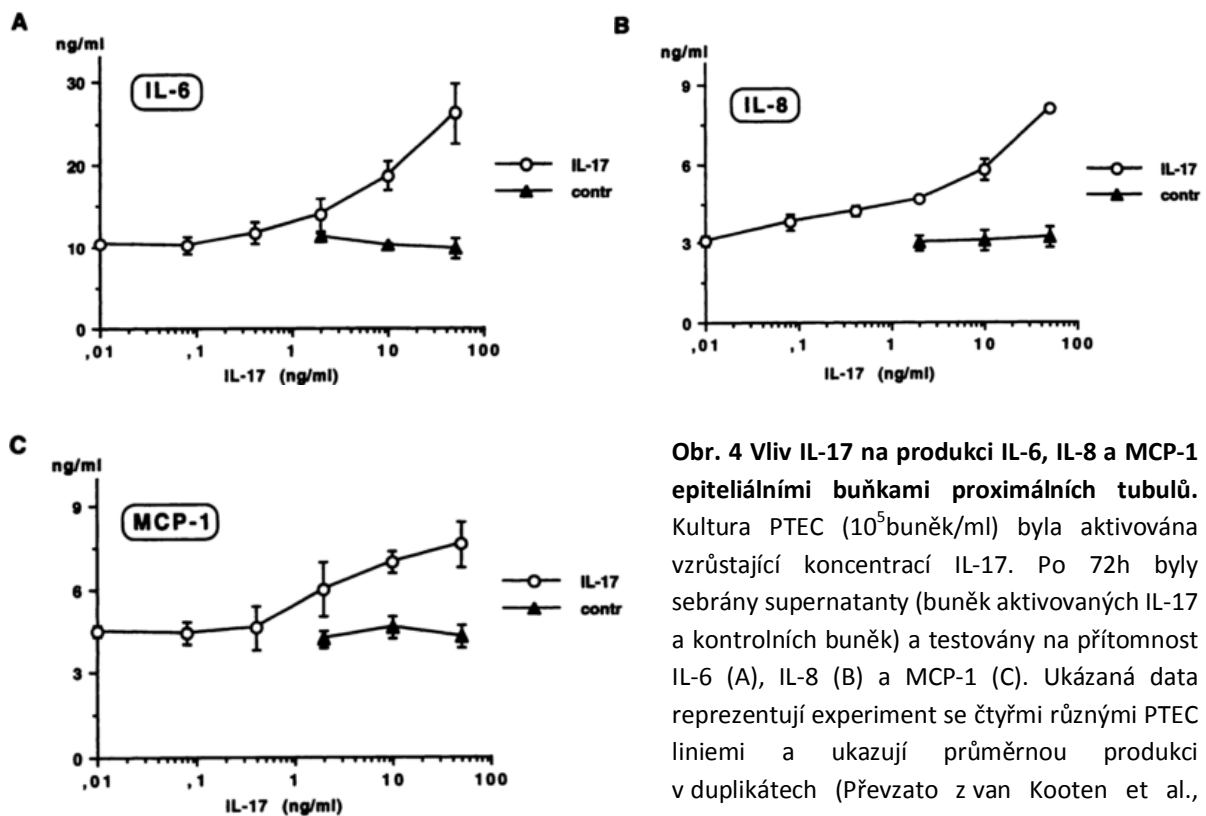 A
ng/ml
IL-6
30
20
10
0
,01
,1
1
10
100
IL-17 (ng/ml)
IL-17
contr
B
ng/ml
IL-8
9
6
3
0
,01
,1
1
10
100
IL-17 (ng/ml)
IL-17
contr
C
ng/ml
MCP-1
9
6
3
0
,01
,1
1
10
100
IL-17 (ng/ml)
IL-17
contr
Obr. 4 Vliv IL-17 na produkci IL-6, IL-8 a MCP-1
epiteliálními buňkami proximálních tubulů.
Kultura PTEC (10⁵buněk/ml) byla aktivována
vzrůstající koncentrací IL-17. Po 72h byly
sebrány supernatanty (buněk aktivovaných IL-17
a kontrolních buněk) a testovány na přítomnost
IL-6 (A), IL-8 (B) a MCP-1 (C). Ukázaná data
reprezentují experiment se čtyřmi různými PTEC
liniemi a ukazují průměrnou produkci
v duplikátech (Převzato z van Kooten et al.,